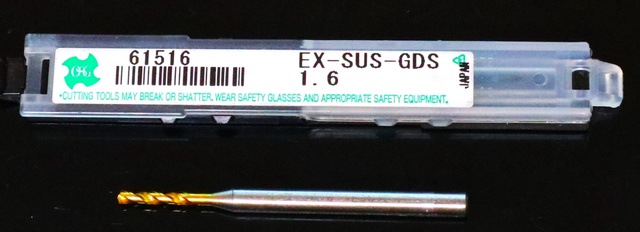 61516 EX-SUS-GDS
1.6
JAPAN
•CUTTING TOOLS MAY BREAK OR SHATTER. WEAR SAFETY GLASSES AND APPROPRIATE SAFETY EQUIPMENT.